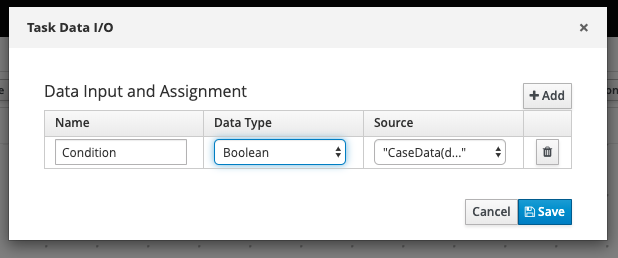 Task Data I/O
×
Data Input and Assignment
+ Add
Name Data Type Source
Condition Boolean "CaseData(d..."
Cancel Save